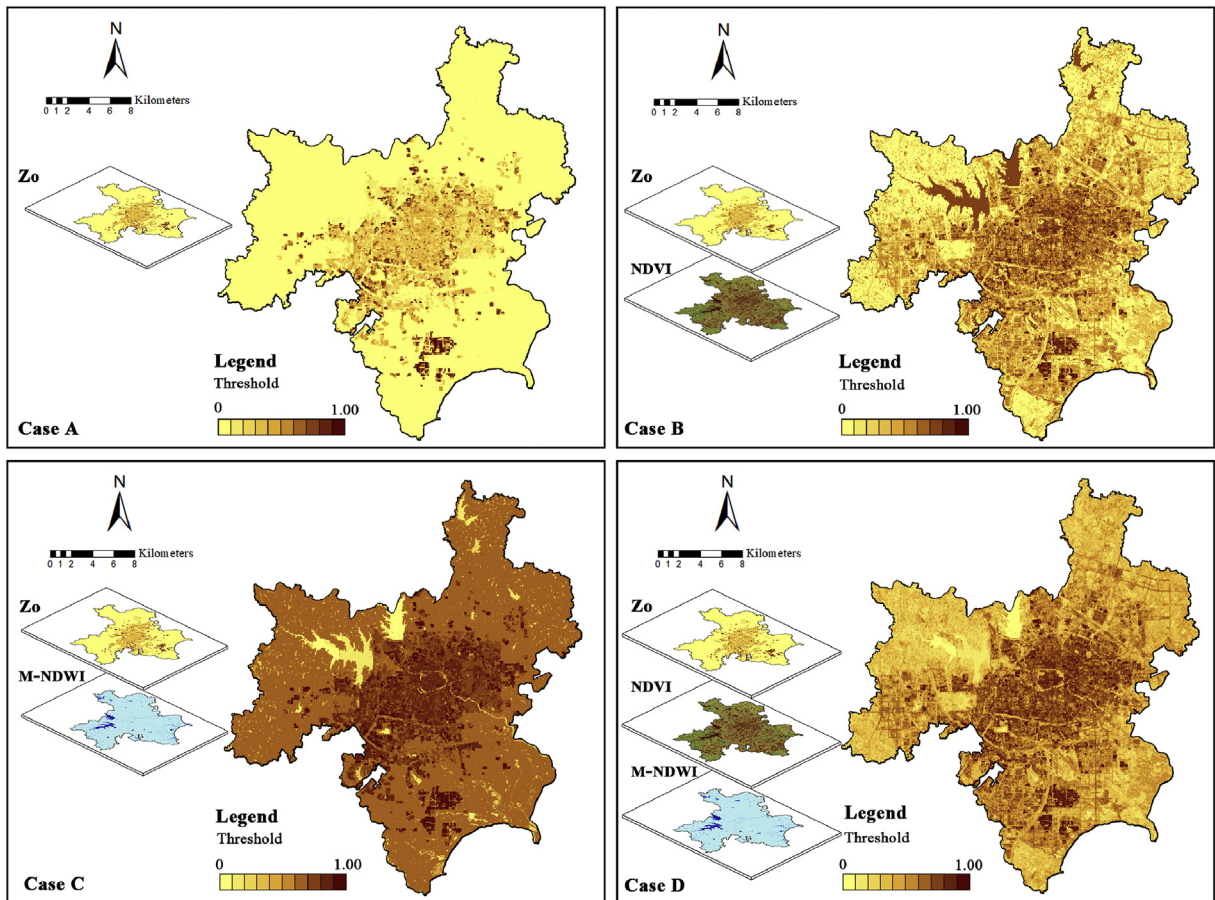 N
0 1 2 4 6 8 Kilometers
Zo
Legend
Threshold
0 1.00
Case A
N
0 1 2 4 6 8 Kilometers
Zo
NDVI
Legend
Threshold
0 1.00
Case B
N
0 1 2 4 6 8 Kilometers
Zo
M-NDWI
Legend
Threshold
0 1.00
Case C
N
0 1 2 4 6 8 Kilometers
Zo
NDVI
M-NDWI
Legend
Threshold
0 1.00
Case D